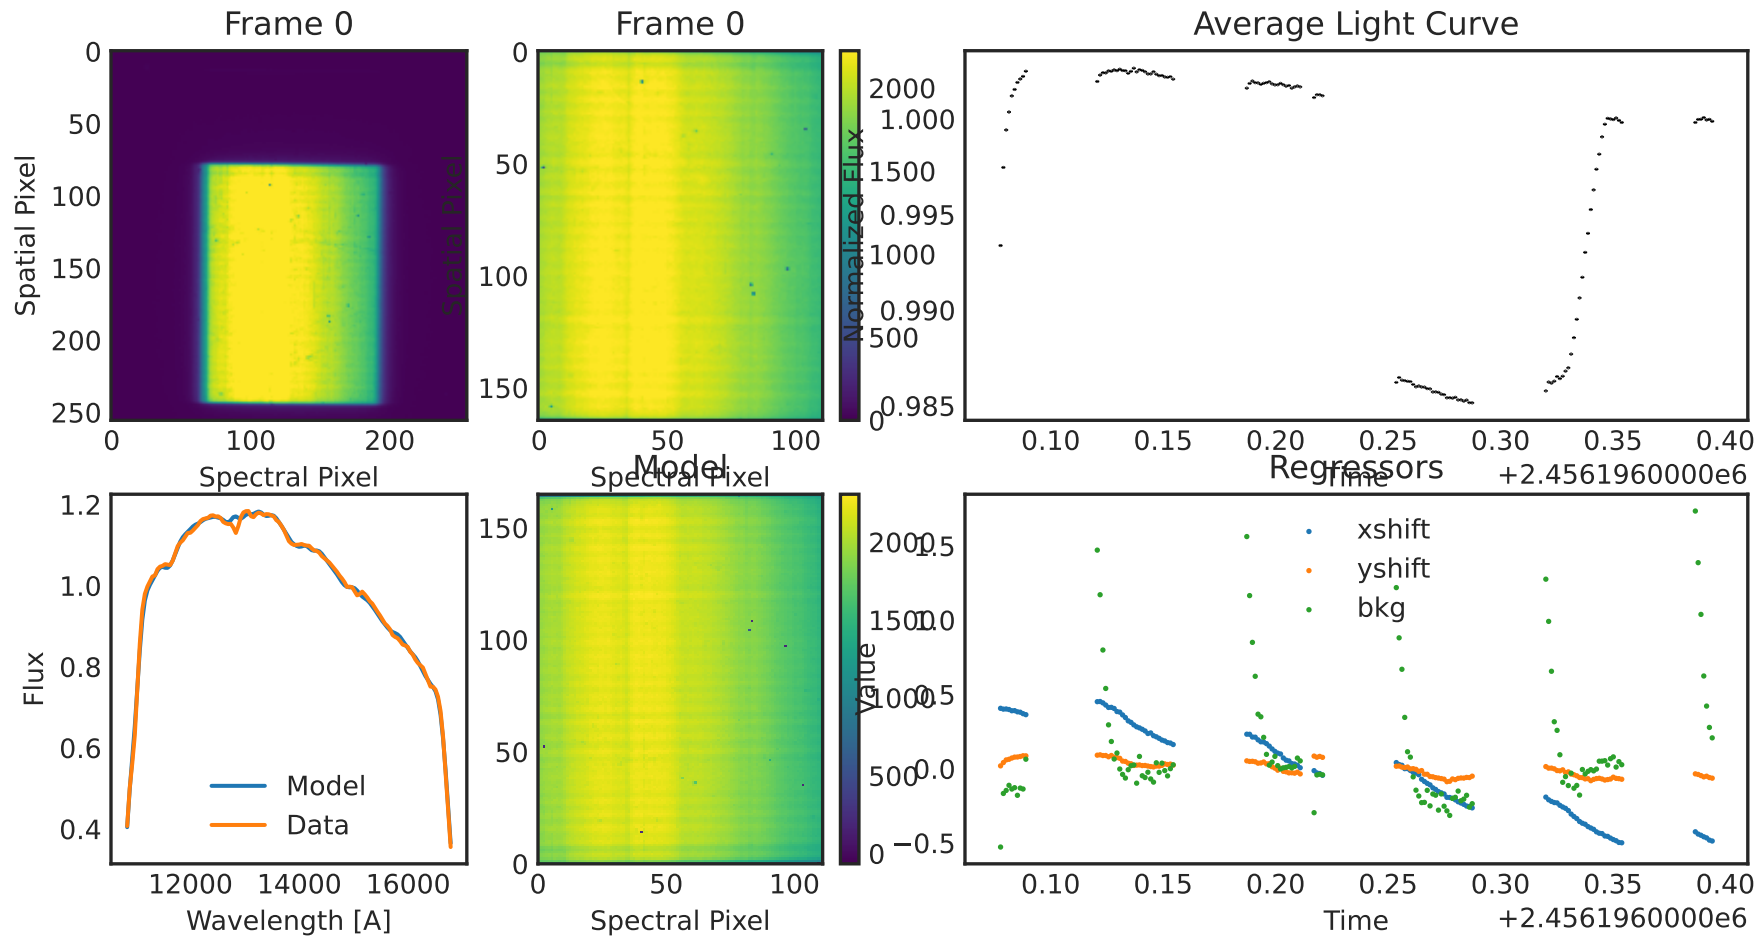 Frame 0
0
50
100
150
200
250
Spatial Pixel
0
100
200
Spectral Pixel
Frame 0
0
50
100
150
Spatial Pixel
0
50
100
Spectral Pixel
2000
1500
1000
500
0
Average Light Curve
1.000
0.995
0.990
0.985
Normalized Flux
0.10
0.15
0.20
0.25
0.30
0.35
0.40
Time
+2.4561960000e6
1.2
1.0
0.8
0.6
0.4
Flux
Model
Data
12000
14000
16000
Wavelength [A]
Model
150
100
50
0
0
50
100
Spectral Pixel
2000
1500
1000
500
0
Regressors
1.5
1.0
0.5
0.0
−0.5
Value
xshift
yshift
bkg
0.10
0.15
0.20
0.25
0.30
0.35
0.40
Time
+2.4561960000e6